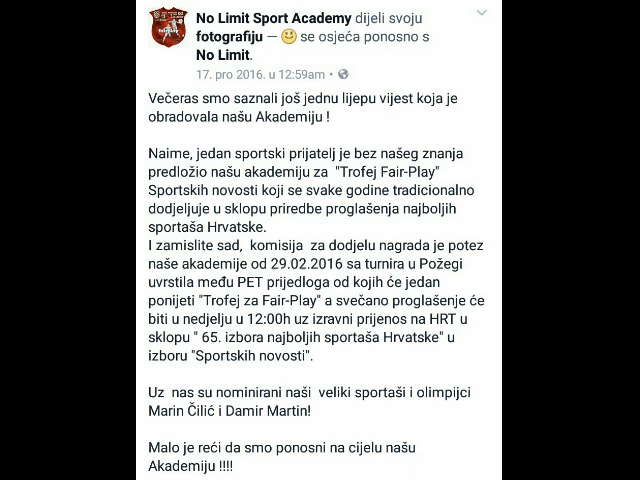 No Limit Sport Academy dijeli svoju
fotografiju — 😃 se osjeća ponosno s
No Limit.
17. pro 2016. u 12:59am •
Večeras smo saznali još jednu lijepu vijest koja je
obradovala našu Akademiju !
Naime, jedan sportski prijatelj je bez našeg znanja
predložio našu akademiju za "Trofej Fair-Play"
Sportskih novosti koji se svake godine tradicionalno
dodjeljuje u sklopu priredbe proglašenja najboljih
sportaša Hrvatske.
I zamislite sad, komisija za dodjelu nagrada je potez
naše akademije od 29.02.2016 sa turnira u Požegi
uvrstila među PET prijedloga od kojih će jedan
ponijeti "Trofej za Fair-Play" a svečano proglašenje će
biti u nedjelju u 12:00h uz izravni prijenos na HRT u
sklopu " 65. izbora najboljih sportaša Hrvatske" u
izboru "Sportskih novosti".
Uz nas su nominirani naši veliki sportaši i olimpijci
Marin Čilić i Damir Martin!
Malo je reći da smo ponosni na cijelu našu
Akademiju !!!!